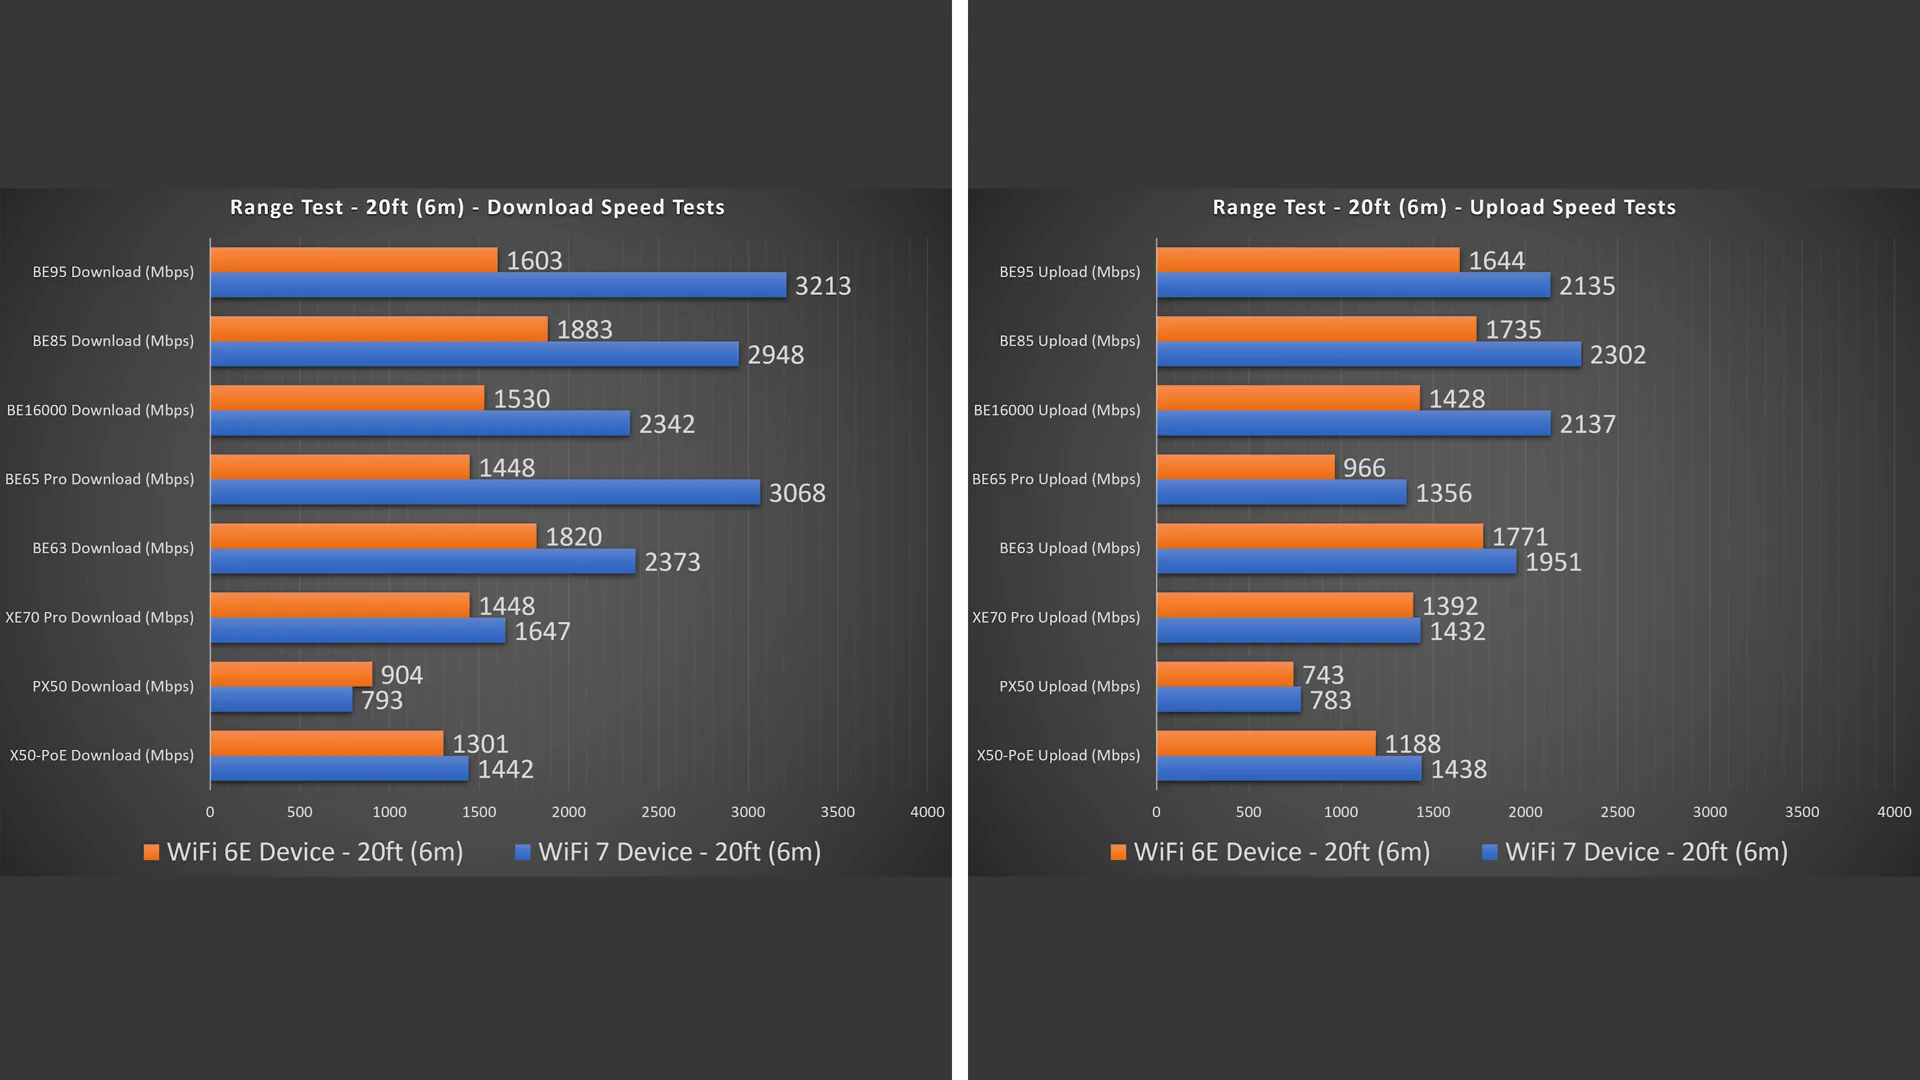 Range Test - 20ft (6m) - Download Speed Tests
BE95 Download (Mbps)
1603
3213
BE85 Download (Mbps)
1883
2948
BE16000 Download (Mbps)
1530
2342
BE65 Pro Download (Mbps)
1448
3068
BE63 Download (Mbps)
1820
2373
XE70 Pro Download (Mbps)
1448
1647
PX50 Download (Mbps)
904
793
X50-PoE Download (Mbps)
1301
1442
0 500 1000 1500 2000 2500 3000 3500 4000
WiFi 6E Device - 20ft (6m) WiFi 7 Device - 20ft (6m)
Range Test - 20ft (6m) - Upload Speed Tests
BE95 Upload (Mbps)
1644
2135
BE85 Upload (Mbps)
1735
2302
BE16000 Upload (Mbps)
1428
2137
BE65 Pro Upload (Mbps)
966
1356
BE63 Upload (Mbps)
1771
1951
XE70 Pro Upload (Mbps)
1392
1432
PX50 Upload (Mbps)
743
783
X50-PoE Upload (Mbps)
1188
1438
0 500 1000 1500 2000 2500 3000 3500 4000
WiFi 6E Device - 20ft (6m) WiFi 7 Device - 20ft (6m)